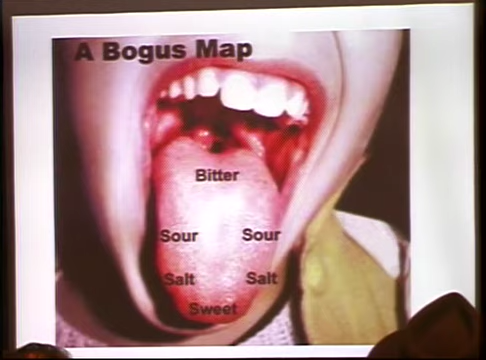 A Bogus Map
Bitter
Sour Sour
Salt Salt
Sweet